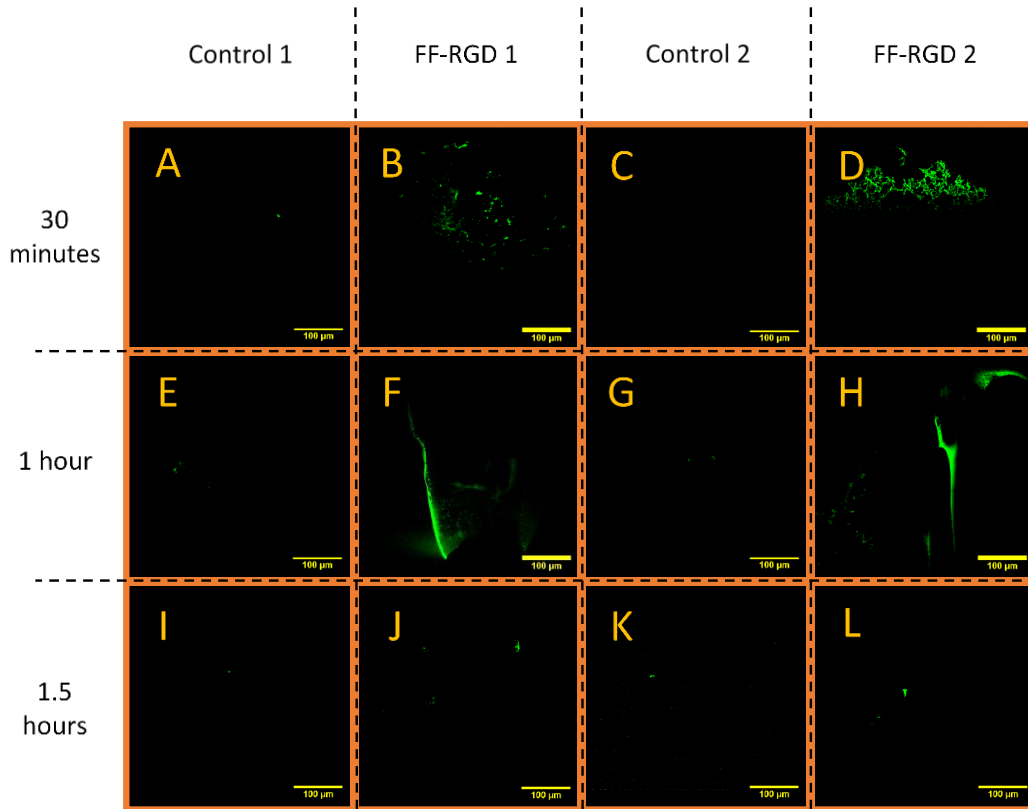 Control 1
FF-RGD 1
Control 2
FF-RGD 2
30
minutes
A
B
C
D
100 µm
100 µm
100 µm
100 µm
1 hour
E
F
G
H
100 µm
100 µm
100 µm
100 µm
1.5
hours
I
J
K
L
100 µm
100 µm
100 µm
100 µm